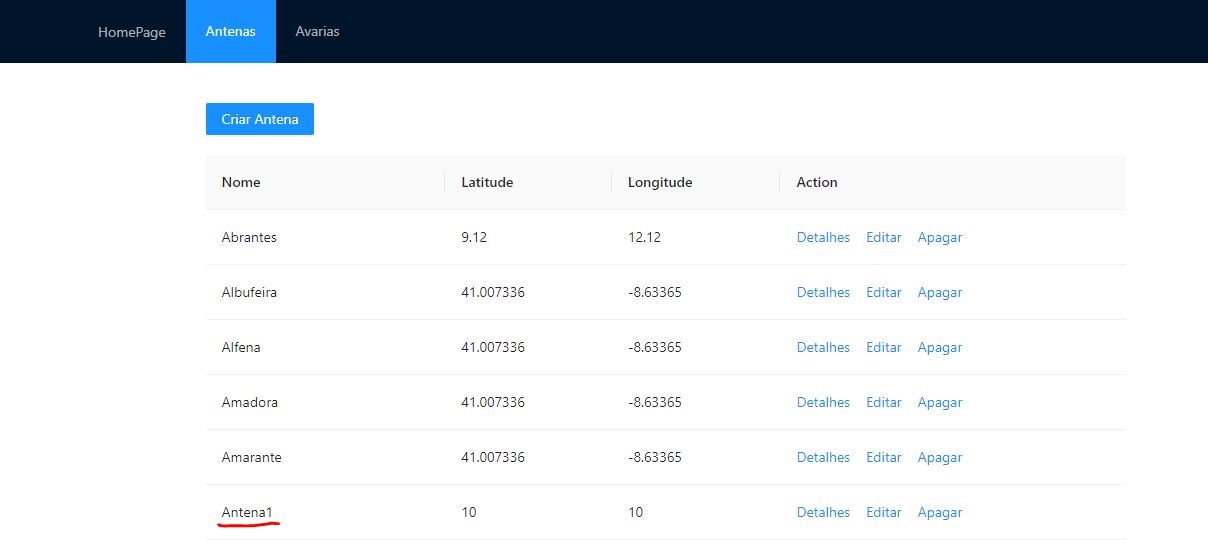 HomePage Antenas Avarias
Criar Antena
Nome Latitude Longitude Action
Abrantes 9.12 12.12 Detalhes Editar Apagar
Albufeira 41.007336 -8.63365 Detalhes Editar Apagar
Alfena 41.007336 -8.63365 Detalhes Editar Apagar
Amadora 41.007336 -8.63365 Detalhes Editar Apagar
Amarante 41.007336 -8.63365 Detalhes Editar Apagar
Antena1 10 10 Detalhes Editar Apagar